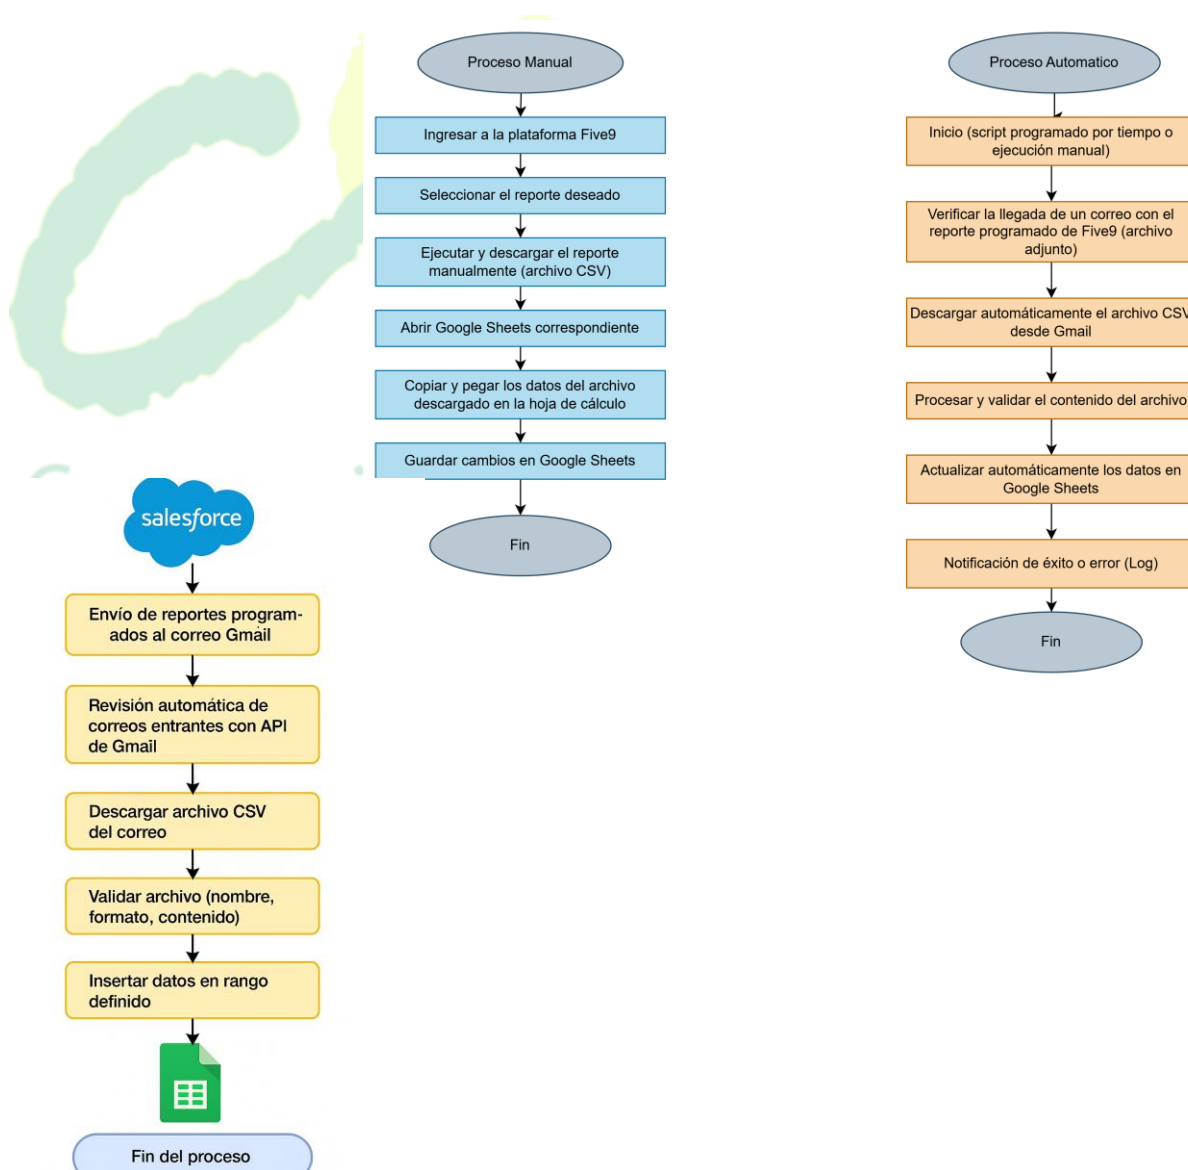 Proceso Manual
Ingresar a la plataforma Five9
Seleccionar el reporte deseado
Ejecutar y descargar el reporte
manualmente (archivo CSV)
Abrir Google Sheets correspondiente
Copiar y pegar los datos del archivo
descargado en la hoja de cálculo
Guardar cambios en Google Sheets
Fin
Proceso Automatico
Inicio (script programado por tiempo o
ejecución manual)
Verificar la llegada de un correo con el
reporte programado de Five9 (archivo
adjunto)
Descargar automáticamente el archivo CSV
desde Gmail
Procesar y validar el contenido del archivo
Actualizar automáticamente los datos en
Google Sheets
Notificación de éxito o error (Log)
Fin
salesforce
Envío de reportes program-
ados al correo Gmail
Revisión automática de
correos entrantes con API
de Gmail
Descargar archivo CSV
del correo
Validar archivo (nombre,
formato, contenido)
Insertar datos en rango
definido
Fin del proceso